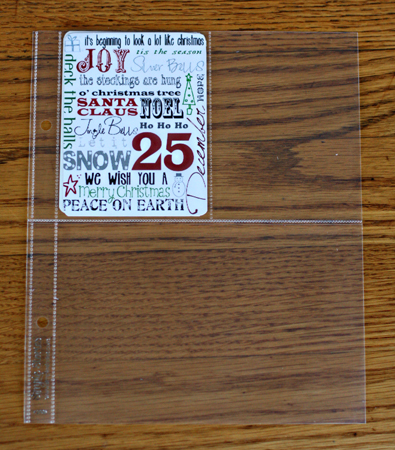 it's beginning to look a lot like christmas
JOY
tis the season
Silver Bells
the stockings are hung
HOPE
deck the halls
o' christmas tree
SANTA
CLAUS
NOEL
Jingle Bells
Ho Ho Ho
let it
SNOW
25
December
WE WISH YOU A
Merry Christmas
PEACE ON EARTH